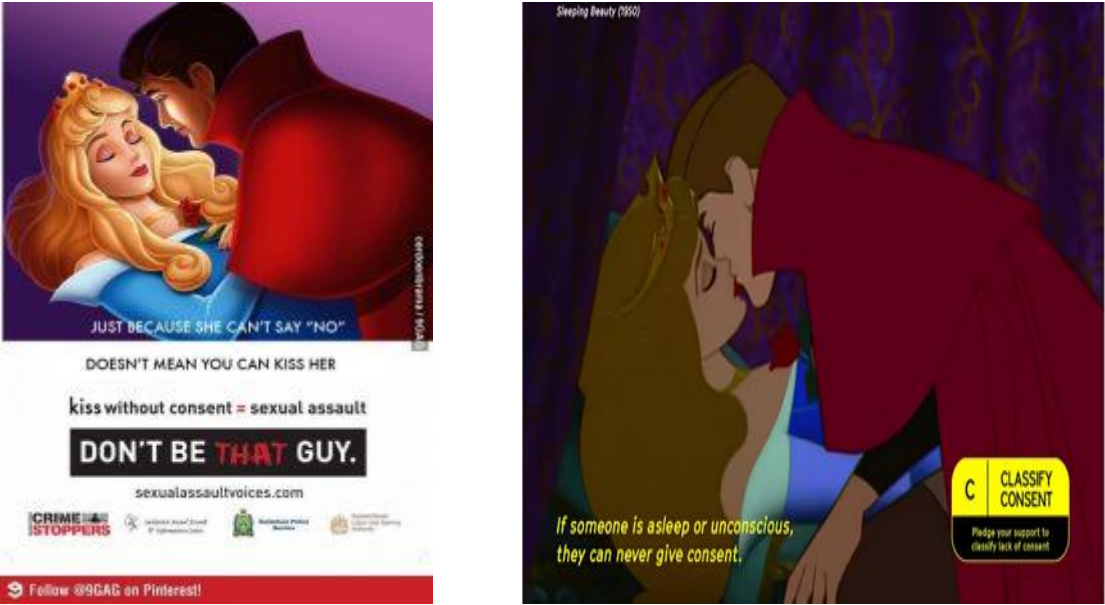 JUST BECAUSE SHE CAN'T SAY "NO"
DOESN'T MEAN YOU CAN KISS HER
kiss without consent = sexual assault
DON'T BE THAT GUY.
sexualassaultvoices.com
CRIME
STOPPERS
Follow @9GAG on Pinterest!
Sleeping Beauty (1950)
If someone is asleep or unconscious,
they can never give consent.
C
CLASSIFY
CONSENT
Pledge your support to
classify lack of consent